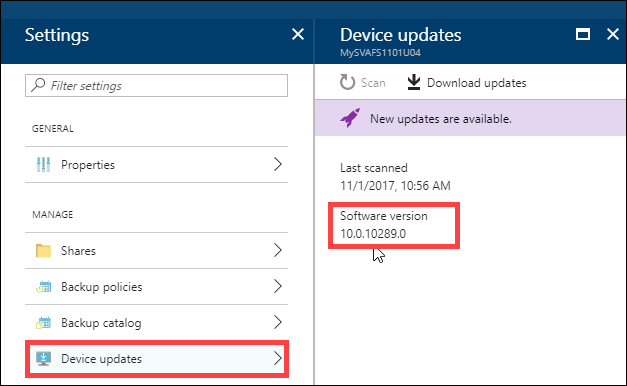 Settings
Filter settings
GENERAL
Properties
MANAGE
Shares
Backup policies
Backup catalog
Device updates
Device updates
MySVAFS1101U04
Scan
Download updates
New updates are available.
Last scanned
11/1/2017, 10:56 AM
Software version
10.0.10289.0